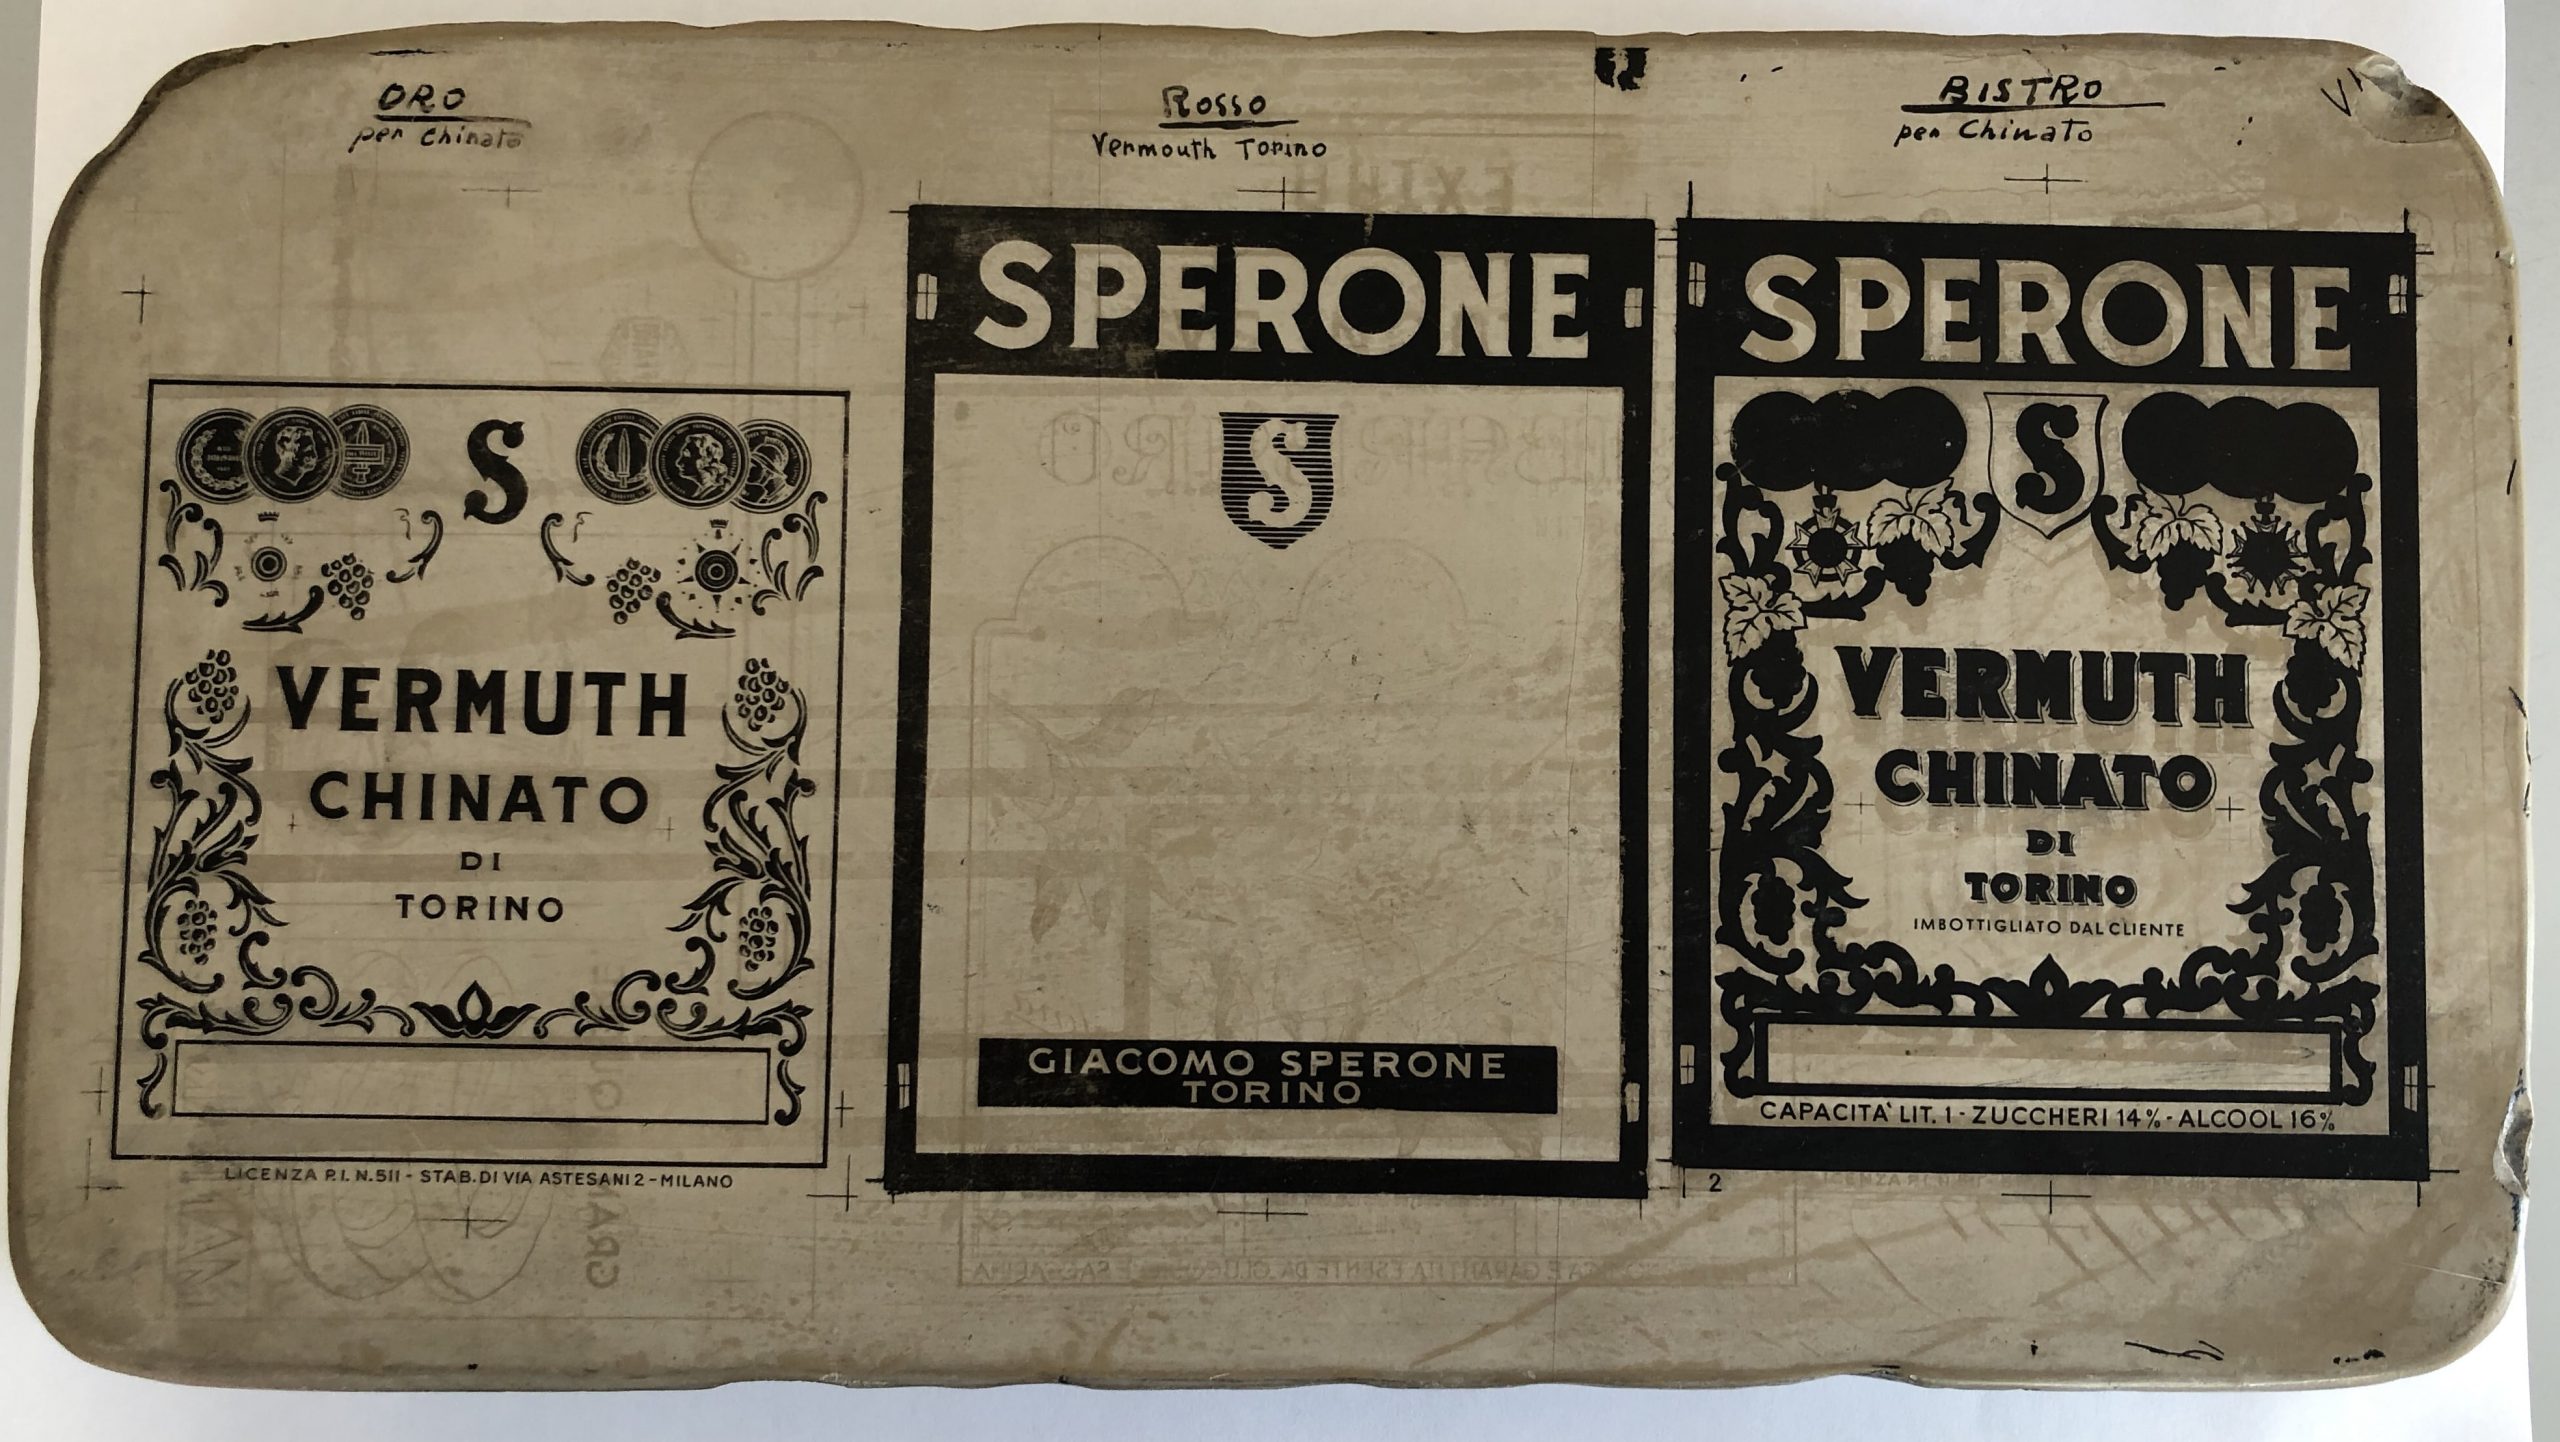 ORO
per Chinato
S
VERMUTH
CHINATO
DI
TORINO
LICENZA P.I. N. 511 - STAB. DI VIA ASTESANI 2 - MILANO
Rosso
Vermouth Torino
SPERONE
S
GIACOMO SPERONE
TORINO
BISTRO
per Chinato
SPERONE
S
VERMUTH
CHINATO
DI
TORINO
IMBOTTIGLIATO DAL CLIENTE
CAPACITA' LIT. 1 - ZUCCHERI 14% - ALCOOL 16%
2